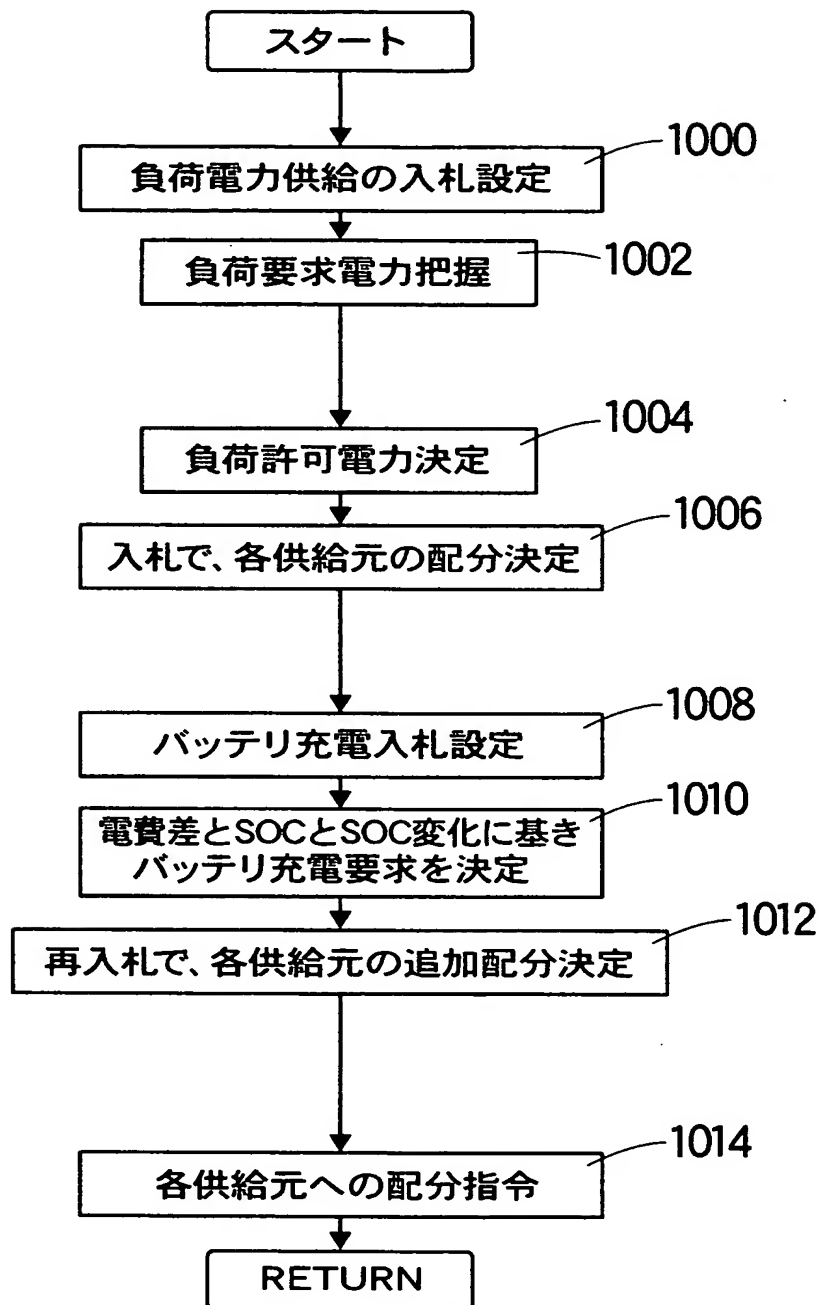 スタート
1000
負荷電力供給の入札設定
1002
負荷要求電力把握
1004
負荷許可電力決定
1006
入札で、各供給元の配分決定
1008
バッテリ充電入札設定
1010
電費差とSOCとSOC変化に基き
バッテリ充電要求を決定
1012
再入札で、各供給元の追加配分決定
1014
各供給元への配分指令
RETURN